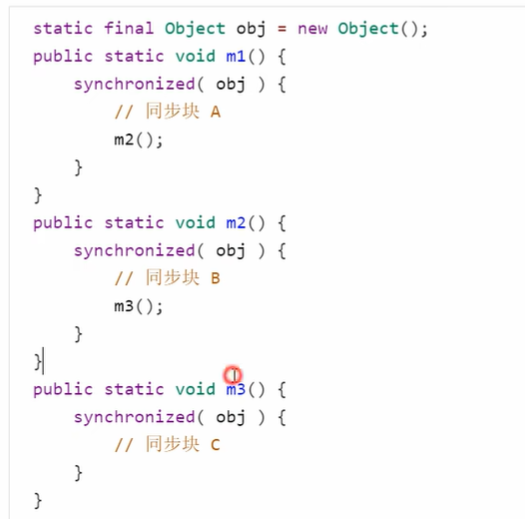 static final Object obj = new Object();
public static void m1() {
    synchronized( obj ) {
        // 同步块 A
        m2();
    }
}
public static void m2() {
    synchronized( obj ) {
        // 同步块 B
        m3();
    }
}
public static void m3() {
    synchronized( obj ) {
        // 同步块 C
    }
}